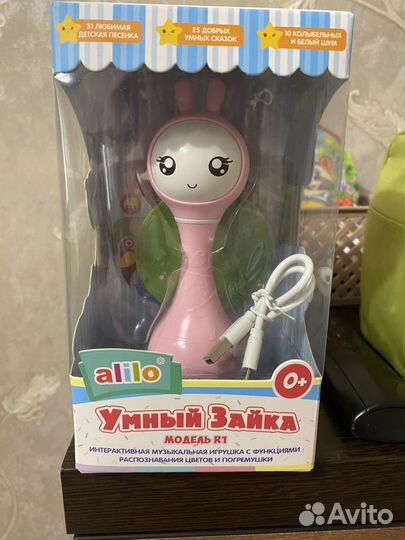 31 ЛЮБИМАЯ
ДЕТСКАЯ ПЕСЕНКА
25 ДОБРЫХ
УМНЫХ СКАЗОК
10 КОЛЫБЕЛЬНЫХ
И БЕЛЫЙ ШУМ
alilo
0+
УМНЫЙ ЗАЙКА
МОДЕЛЬ R1
ИНТЕРАКТИВНАЯ МУЗЫКАЛЬНАЯ ИГРУШКА С ФУНКЦИЯМИ
РАСПОЗНАВАНИЯ ЦВЕТОВ И ПОГРЕМУШКИ
Avito